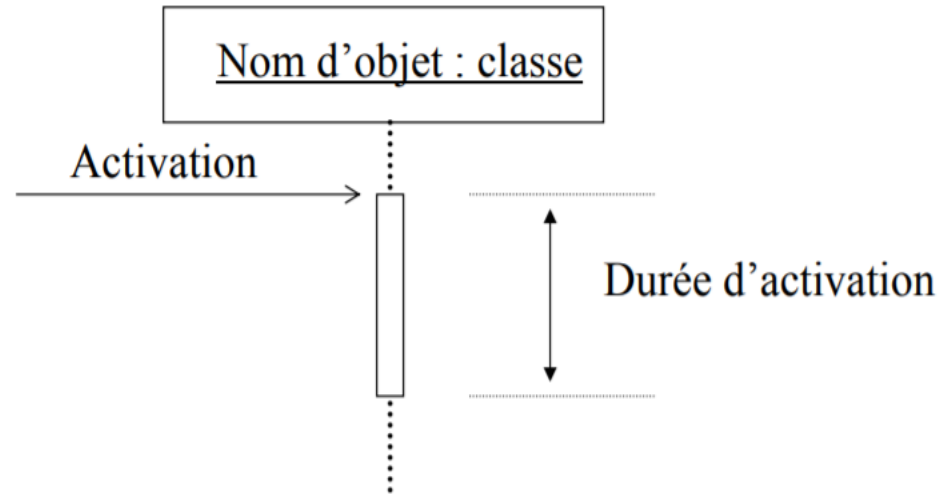 Nom d’objet : classe
Activation
Durée d’activation